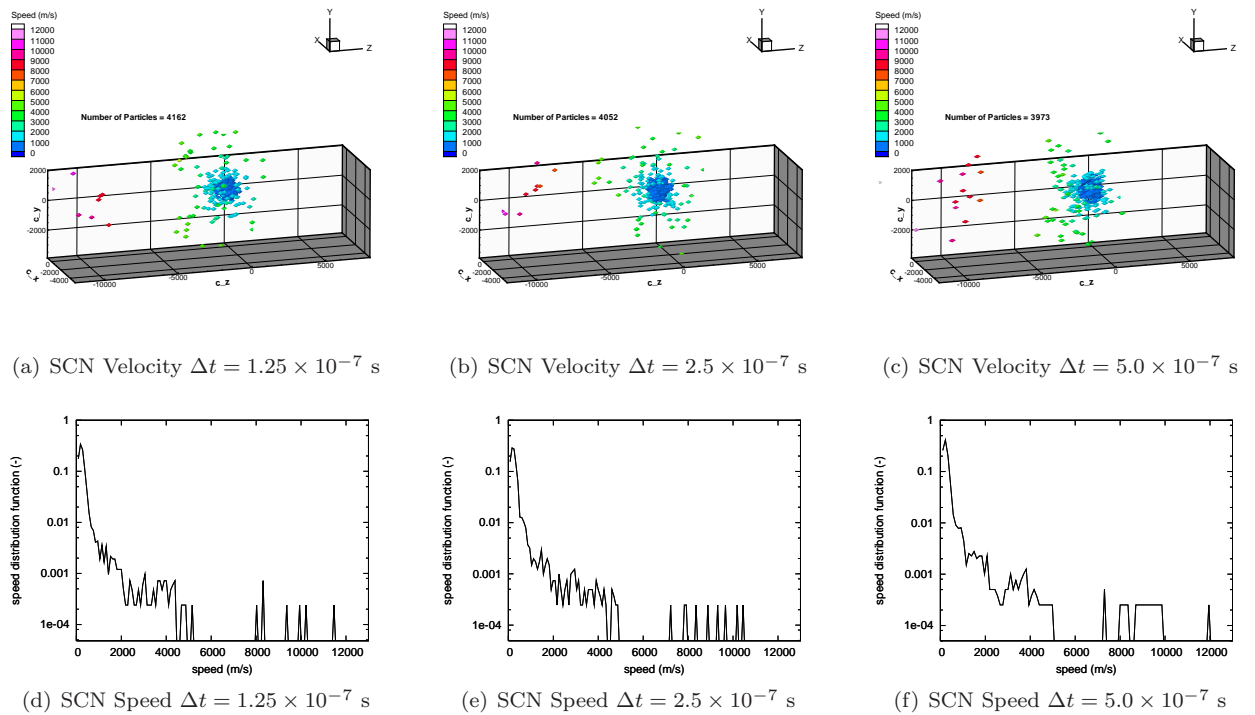 Speed (m/s)
12000
11000
10000
9000
8000
7000
6000
5000
4000
3000
2000
1000
0
Y
X
Z
Number of Particles = 4162
2000
0
-2000
c_y
-2000
-4000
c_x
-10000
-5000
0
5000
c_z
Speed (m/s)
12000
11000
10000
9000
8000
7000
6000
5000
4000
3000
2000
1000
0
Y
X
Z
Number of Particles = 4052
2000
0
-2000
c_y
0
-2000
-4000
c_x
-10000
-5000
0
5000
c_z
Speed (m/s)
12000
11000
10000
9000
8000
7000
6000
5000
4000
3000
2000
1000
0
Y
X
Z
Number of Particles = 3973
2000
0
-2000
c_y
0
-2000
-4000
c_x
-10000
-5000
0
5000
c_z
(a) SCN Velocity Δt = 1.25 × 10⁻⁷ s
(b) SCN Velocity Δt = 2.5 × 10⁻⁷ s
(c) SCN Velocity Δt = 5.0 × 10⁻⁷ s
1
0.1
0.01
0.001
1e-04
speed distribution function (-)
0 2000 4000 6000 8000 10000 12000
speed (m/s)
1
0.1
0.01
0.001
1e-04
speed distribution function (-)
0 2000 4000 6000 8000 10000 12000
speed (m/s)
1
0.1
0.01
0.001
1e-04
speed distribution function (-)
0 2000 4000 6000 8000 10000 12000
speed (m/s)
(d) SCN Speed Δt = 1.25 × 10⁻⁷ s
(e) SCN Speed Δt = 2.5 × 10⁻⁷ s
(f) SCN Speed Δt = 5.0 × 10⁻⁷ s